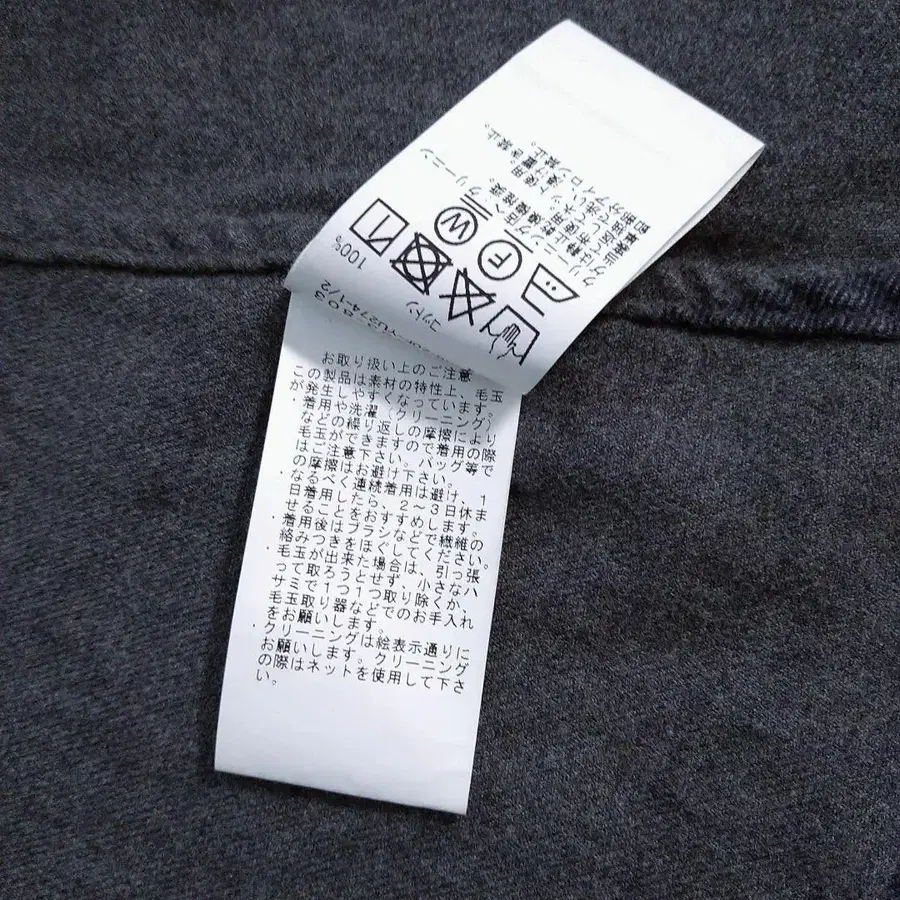 コットン 100%
お取り扱い上のご注意
この製品は素材の特性上、毛玉
が発生しやすくなっています。
着用や洗濯(クリーニング)
などの繰り返しの摩擦により
毛玉ができますので着用の際
はご注意下さい。バッグ等で
の摩擦はお避け下さい。
・なるべく連続着用は避け、1
日着用したら、2～3日休ま
せることをおすすめします。
・着用後はブラシなどで繊維の
絡みつきをほぐしてください。
・毛玉が出来た場合は、引っ張
って取ろうとせず、小さなハ
サミで1つ1つ取り除くか、
毛玉取り器などでのお手入れ
をお願いします。
・クリーニングは絵表示通りに
お願いします。クリーニング
の際はネットを使用して下さ
い。
W
F